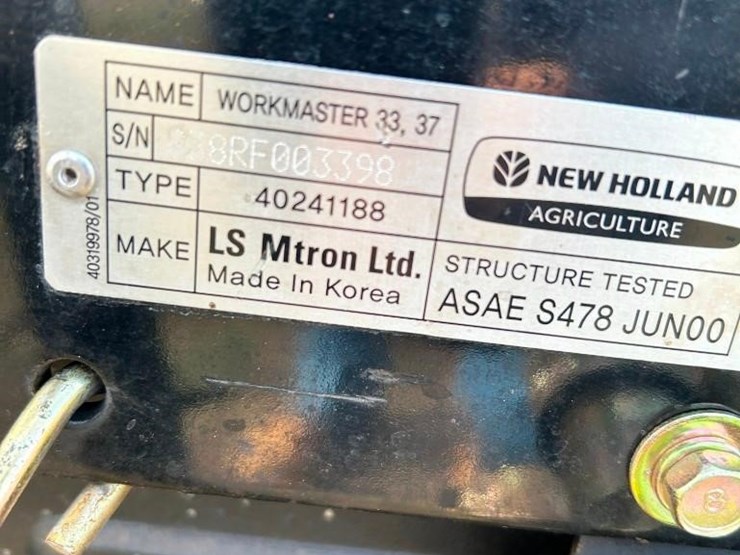 NAME WORKMASTER 33, 37
S/N 8RF003398
TYPE 40241188
MAKE LS Mtron Ltd.
Made In Korea
40319978/01
NEW HOLLAND
AGRICULTURE
STRUCTURE TESTED
ASAE S478 JUN00
8